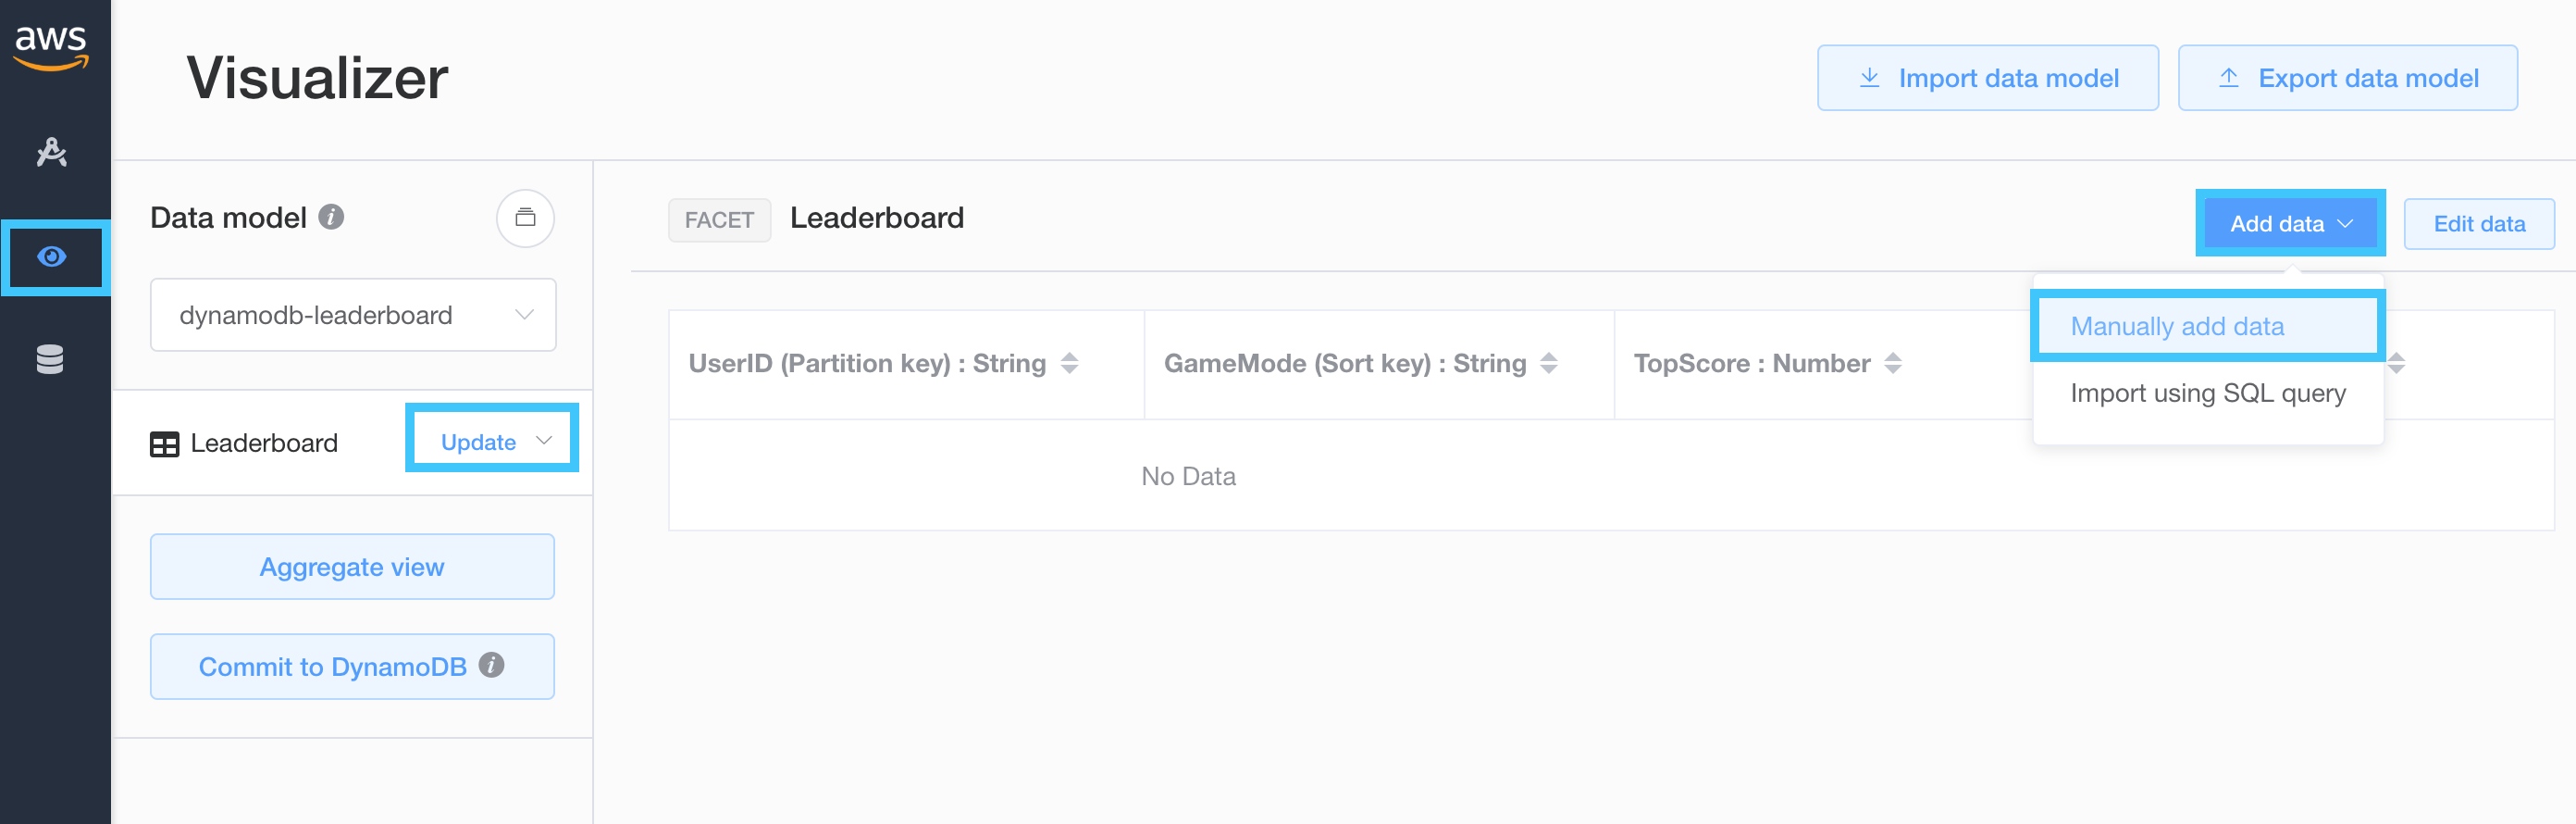 aws
Visualizer
Import data model
Export data model
Data model
dynamodb-leaderboard
Leaderboard
Update
Aggregate view
Commit to DynamoDB
FACET Leaderboard
Add data
Edit data
Manually add data
Import using SQL query
UserID (Partition key) : String
GameMode (Sort key) : String
TopScore : Number
No Data